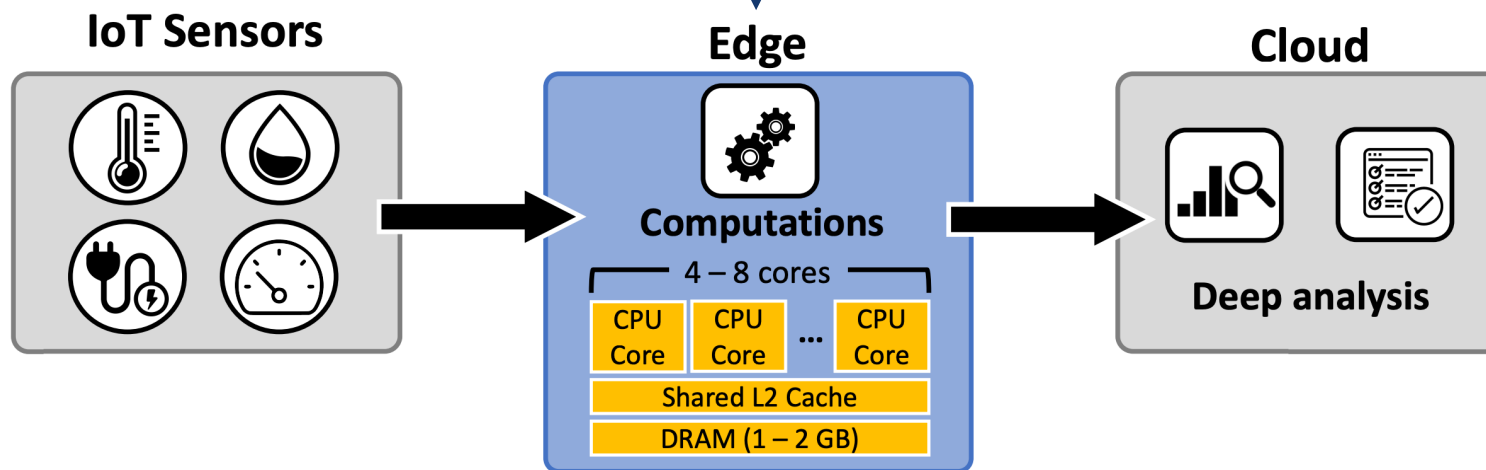 IoT Sensors
Edge
Cloud
Computations
4 – 8 cores
CPU Core
CPU Core
...
CPU Core
Shared L2 Cache
DRAM (1 – 2 GB)
Deep analysis